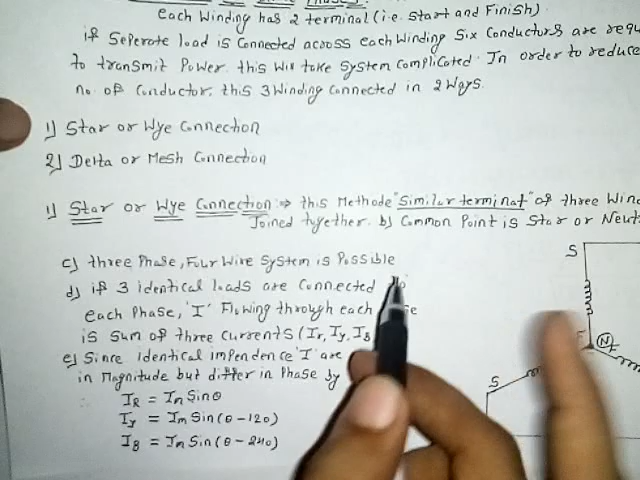 each Winding has 2 terminal (i.e. Start and Finish)
if Seperate load is Connected across each Winding Six Conductors are
to transmit Power. this Will take System Complicated. In order to reduce
no. of Conductor, this 3 Winding Connected in 2 Ways.
1) Star or Wye Connection
2) Delta or Mesh Connection
1) Star or Wye Connection :⇒ this Methode "Similar terminat" of three
Joined together. b) Common Point is Star or
c) three Phase, Four Wire System is Possible
d) if 3 identical loads are Connected
each Phase, 'I' Flowing through each
is Sum of three Currents (Ir, Iy, IB
e) Since identical impendence 'I' are
in Magnitude but differ in Phase by
IR = Im Sinθ
Iy = Im Sin(θ - 120)
IB = Im Sin(θ - 240)
S
N
S